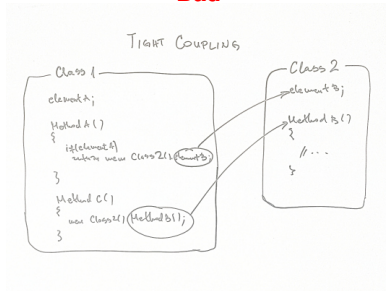 Bad
TIGHT COUPLING
Class 1
elementA;
Method A()
{
if(elementA)
return new Class2().elementB;
}
Method C()
{
new Class2().MethodB();
}
Class 2
elementB;
Method B()
{
//...
}